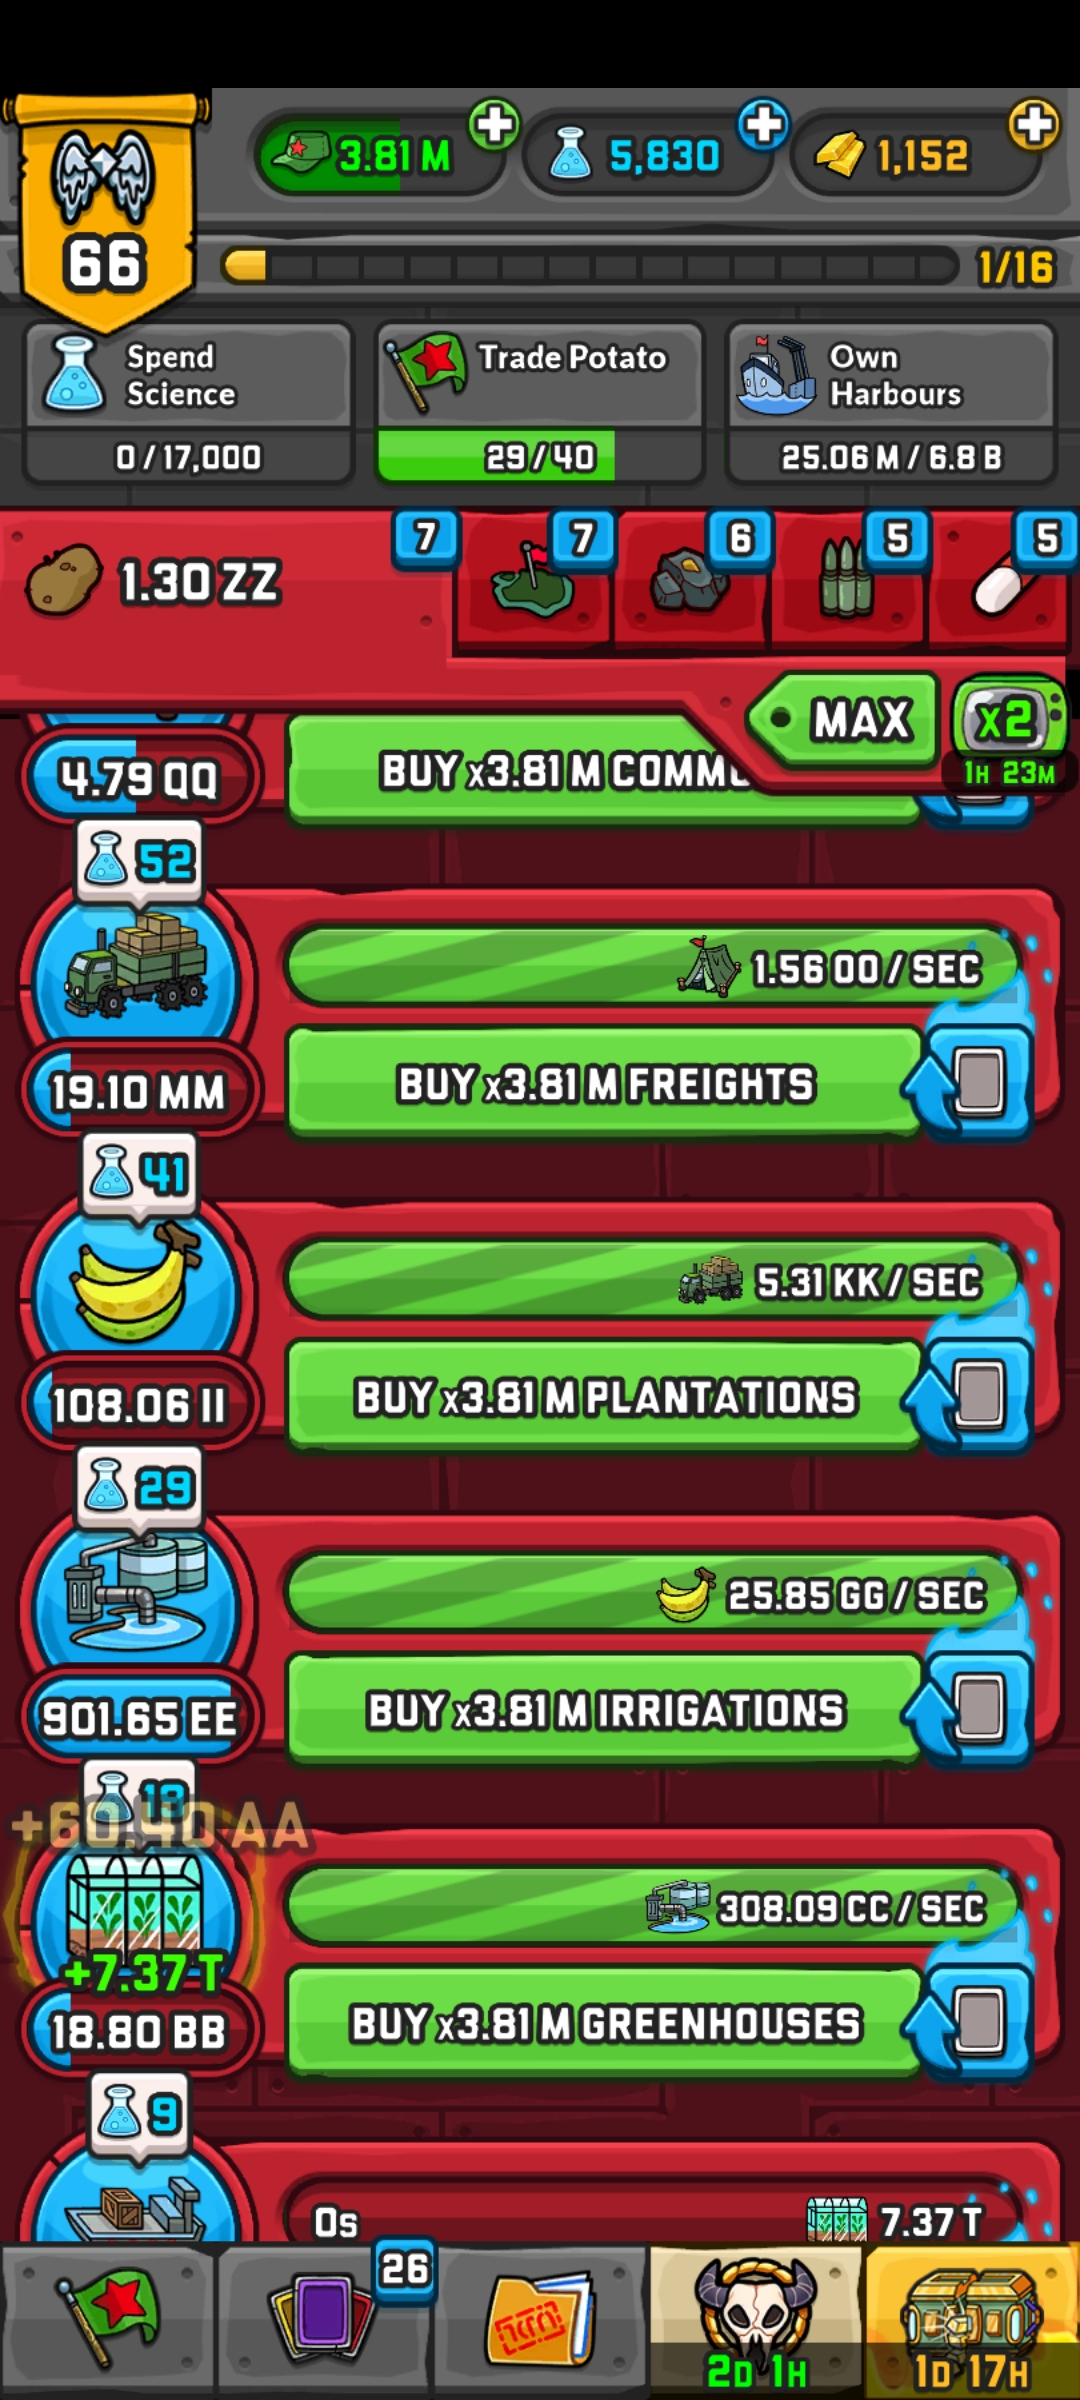 3.81 M
5,830
1,152
66
1/16
Spend
Science
0 / 17,000
Trade Potato
29 / 40
Own
Harbours
25.06 M / 6.8 B
1.30 ZZ
7
7
6
5
5
MAX
x2
1H 23M
4.79 QQ
BUY x3.81 M COMMU
52
1.56 OO / SEC
19.10 MM
BUY x3.81 M FREIGHTS
41
5.31 KK / SEC
108.06 II
BUY x3.81 M PLANTATIONS
29
25.85 GG / SEC
901.65 EE
BUY x3.81 M IRRIGATIONS
+60.40 AA
308.09 CC / SEC
+7.37 T
18.80 BB
BUY x3.81 M GREENHOUSES
9
0s
7.37 T
26
2D 1H
1D 17H